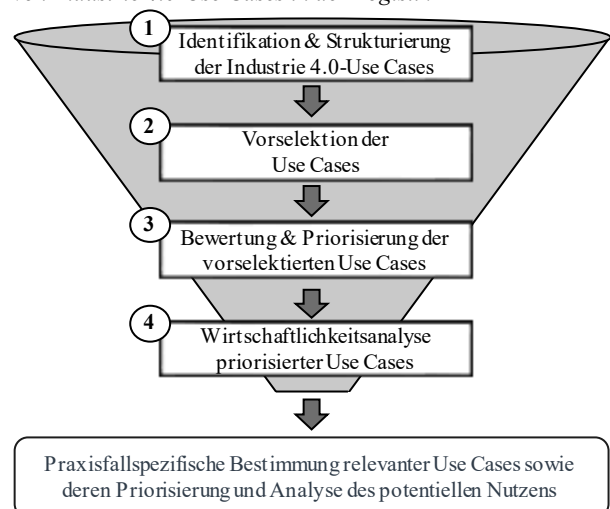 1
Identifikation & Strukturierung
der Industrie 4.0-Use Cases
2
Vorselektion der
Use Cases
3
Bewertung & Priorisierung der
vorselektierten Use Cases
4
Wirtschaftlichkeitsanalyse
priorisierter Use Cases
Praxisfallspezifische Bestimmung relevanter Use Cases sowie
deren Priorisierung und Analyse des potentiellen Nutzens